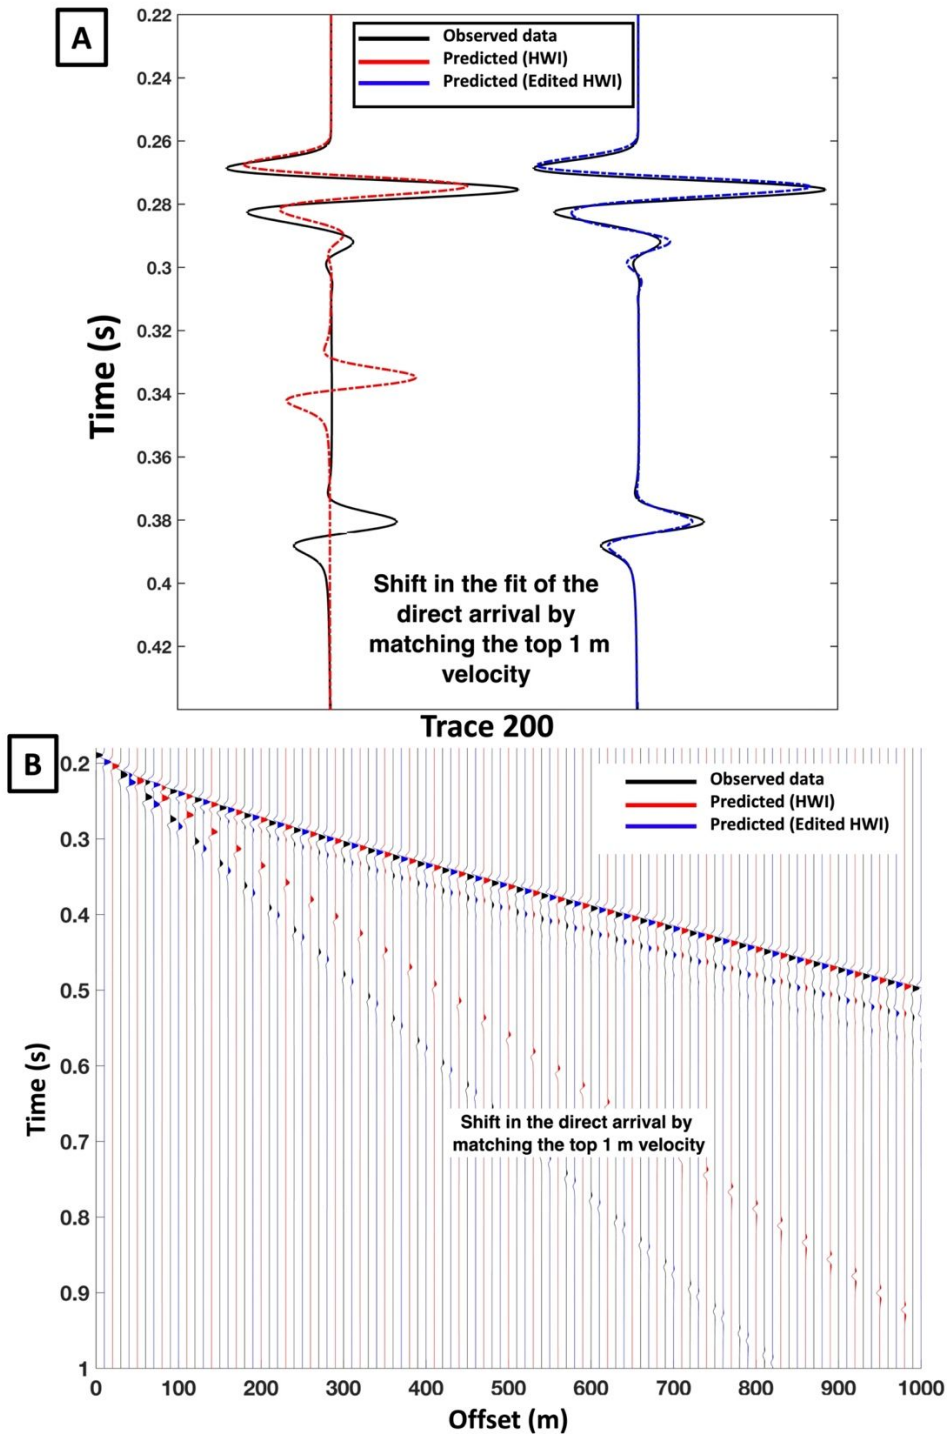 A
0.22
Observed data
Predicted (HWI)
Predicted (Edited HWI)
0.24
0.26
0.28
0.3
0.32
0.34
0.36
0.38
0.4
0.42
Time (s)
Shift in the fit of the
direct arrival by
matching the top 1 m
velocity
Trace 200
B
0.2
Observed data
Predicted (HWI)
Predicted (Edited HWI)
0.3
0.4
0.5
0.6
0.7
0.8
0.9
1
Time (s)
Shift in the direct arrival by
matching the top 1 m velocity
0 100 200 300 400 500 600 700 800 900 1000
Offset (m)